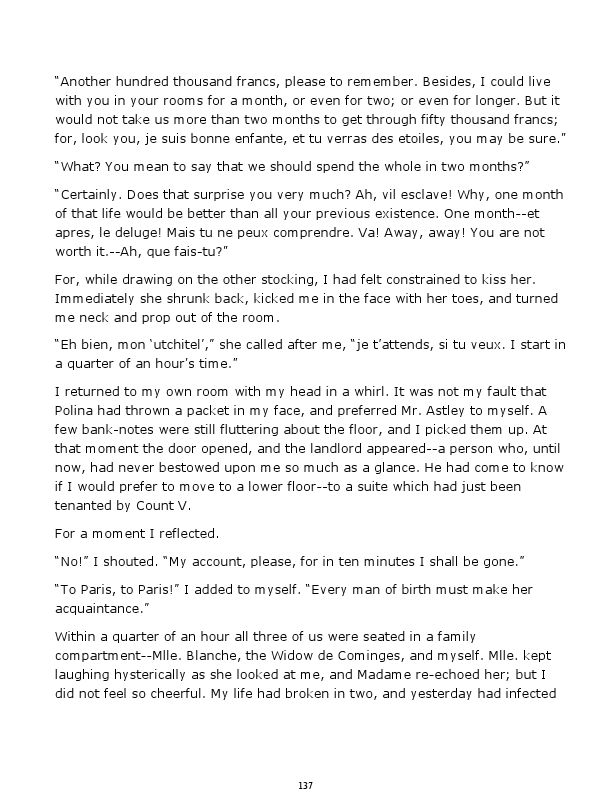 “Another hundred thousand francs, please to remember. Besides, I could live
with you in your rooms for a month, or even for two; or even for longer. But it
would not take us more than two months to get through fifty thousand francs;
for, look you, je suis bonne enfante, et tu verras des etoiles, you may be sure.”
“What? You mean to say that we should spend the whole in two months?”
“Certainly. Does that surprise you very much? Ah, vil esclave! Why, one month
of that life would be better than all your previous existence. One month--et
apres, le deluge! Mais tu ne peux comprendre. Va! Away, away! You are not
worth it.--Ah, que fais-tu?”
For, while drawing on the other stocking, I had felt constrained to kiss her.
Immediately she shrunk back, kicked me in the face with her toes, and turned
me neck and prop out of the room.
“Eh bien, mon ‘utchitel’,” she called after me, “je t’attends, si tu veux. I start in
a quarter of an hour’s time.”
I returned to my own room with my head in a whirl. It was not my fault that
Polina had thrown a packet in my face, and preferred Mr. Astley to myself. A
few bank-notes were still fluttering about the floor, and I picked them up. At
that moment the door opened, and the landlord appeared--a person who, until
now, had never bestowed upon me so much as a glance. He had come to know
if I would prefer to move to a lower floor--to a suite which had just been
tenanted by Count V.
For a moment I reflected.
“No!” I shouted. “My account, please, for in ten minutes I shall be gone.”
“To Paris, to Paris!” I added to myself. “Every man of birth must make her
acquaintance.”
Within a quarter of an hour all three of us were seated in a family
compartment--Mlle. Blanche, the Widow de Cominges, and myself. Mlle. kept
laughing hysterically as she looked at me, and Madame re-echoed her; but I
did not feel so cheerful. My life had broken in two, and yesterday had infected
137